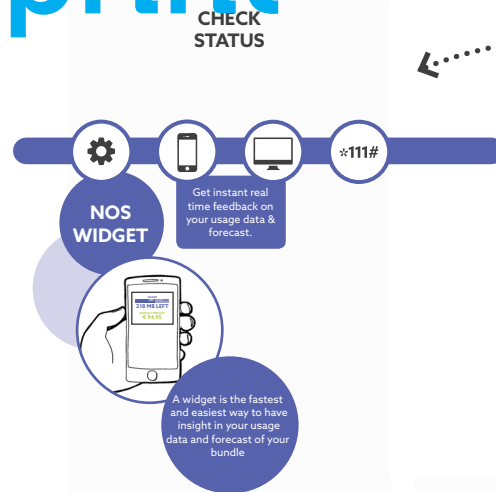 print
CHECK
STATUS
*111#
Get instant real
time feedback on
your usage data &
forecast.
NOS
WIDGET
218 MB LEFT
€ 94,95
A widget is the fastest
and easiest way to have
insight in your usage
data and forecast of your
bundle